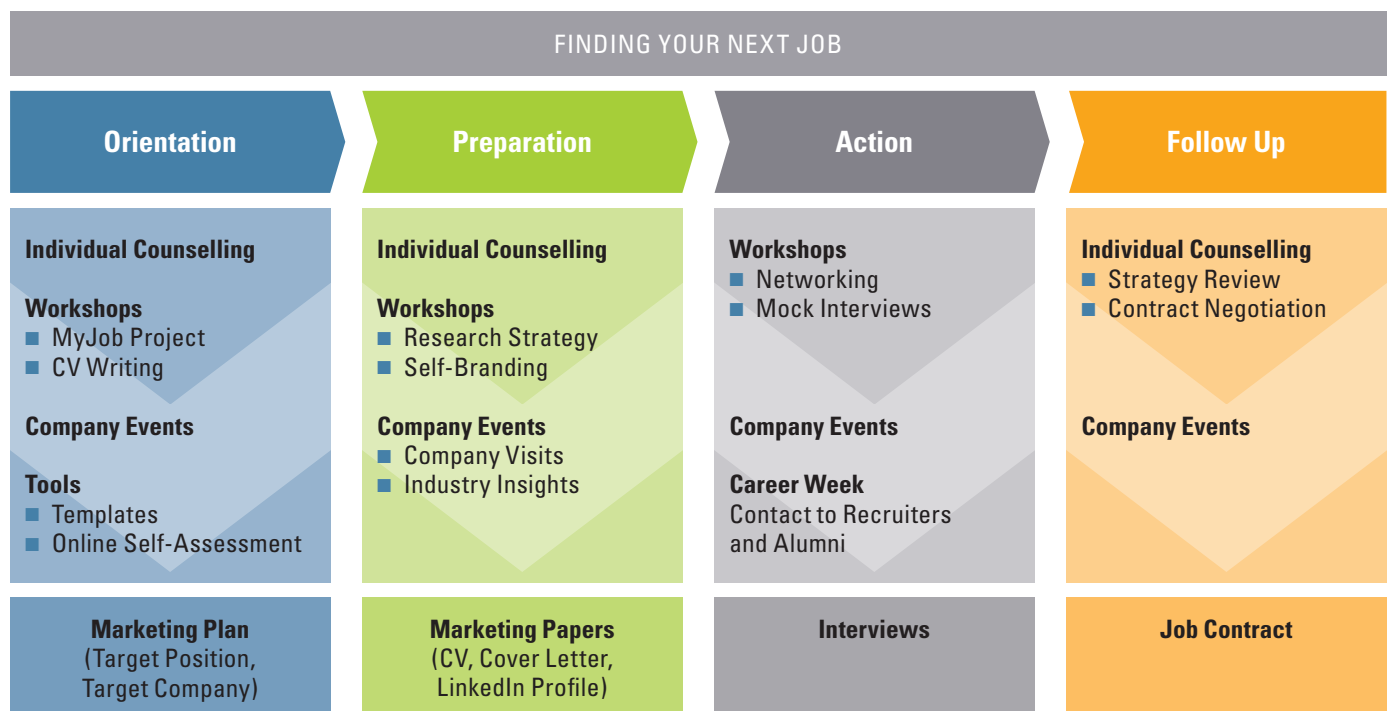 FINDING YOUR NEXT JOB
Orientation
Preparation
Action
Follow Up
Individual Counselling
Workshops
MyJob Project
CV Writing
Company Events
Tools
Templates
Online Self-Assessment
Marketing Plan
(Target Position,
Target Company)
Individual Counselling
Workshops
Research Strategy
Self-Branding
Company Events
Company Visits
Industry Insights
Marketing Papers
(CV, Cover Letter,
LinkedIn Profile)
Workshops
Networking
Mock Interviews
Company Events
Career Week
Contact to Recruiters
and Alumni
Interviews
Individual Counselling
Strategy Review
Contract Negotiation
Company Events
Job Contract